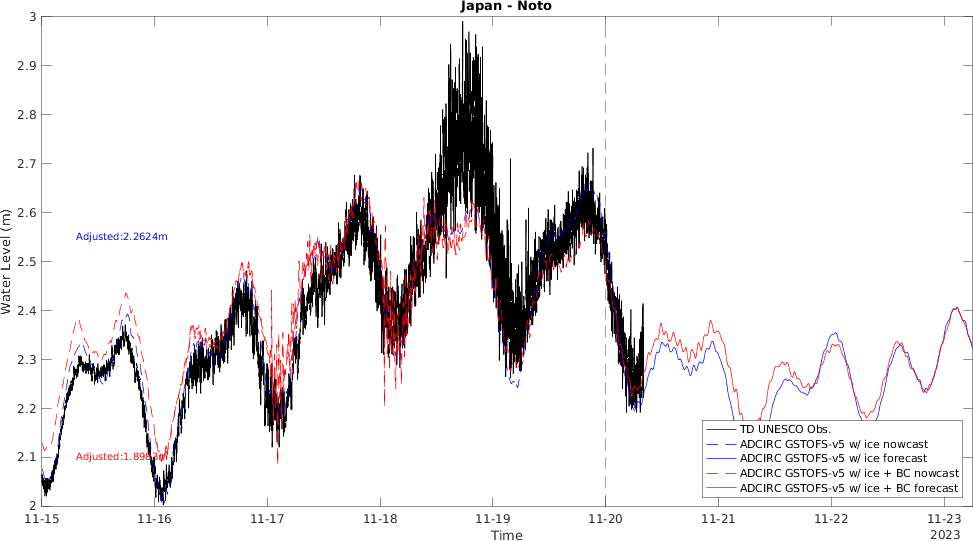 Japan - Noto
Water Level (m)
3
2.9
2.8
2.7
2.6
2.5
2.4
2.3
2.2
2.1
2
Adjusted:2.2624m
TD UNESCO Obs.
ADCIRC GSTOFS-v5 w/ ice nowcast
ADCIRC GSTOFS-v5 w/ ice forecast
ADCIRC GSTOFS-v5 w/ ice + BC nowcast
ADCIRC GSTOFS-v5 w/ ice + BC forecast
11-15 11-16 11-17 11-18 11-19 11-20 11-21 11-22 11-23
Time
2023